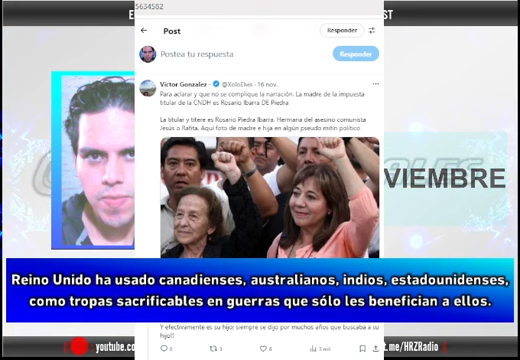 5634582
Post
Responder
Postea tu respuesta
Responder
Victor Gonzalez - @XoloElvis · 16 nov.
Para aclarar y que no se complique la narración. La madre de la impuesta
titular de la CNDH es Rosario Ibarra DE Piedra
La titular y títere es Rosario Piedra Ibarra. Hermana del asesino comunista
Jesús o Rafita. Aquí foto de madre e hija en algún pseudo mitin político
VIEMBRE
Reino Unido ha usado canadienses, australianos, indios, estadounidenses,
como tropas sacrificables en guerras que sólo les benefician a ellos.
Y efectivamente es su hijo; siempre se dijo por muchos años que buscaba a su
hijo!!
youtube.c
t.me/HRZRadio